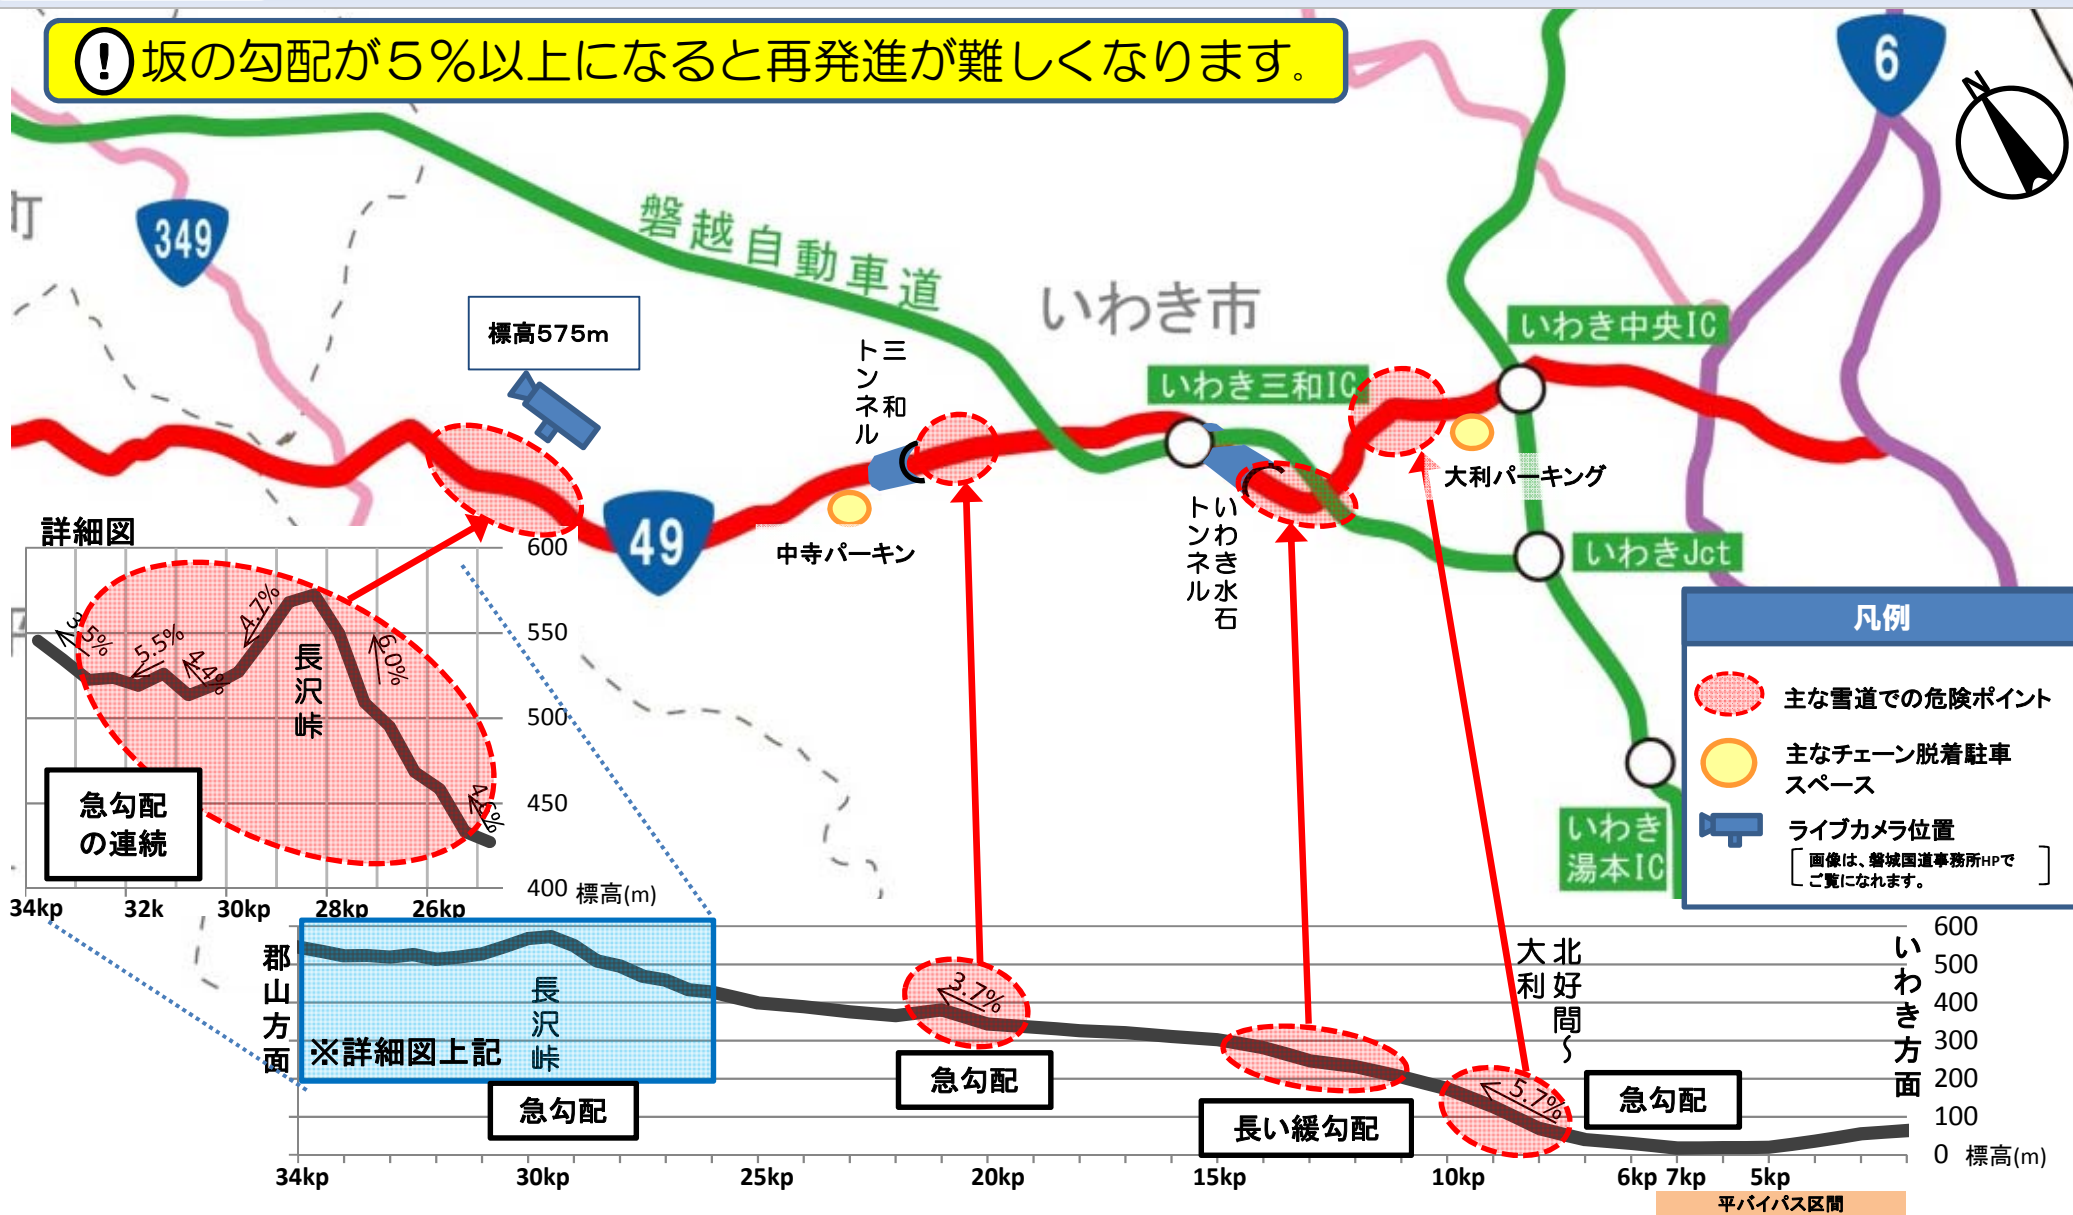 ! 坂の勾配が5%以上になると再発進が難しくなります。
6
N
町
349
磐越自動車道
いわき市
標高575m
三和
トンネル
いわき三和IC
いわき中央IC
大利パーキング
中寺パーキン
49
いわき水石
トンネル
いわきJct
いわき
湯本IC
凡例
主な雪道での危険ポイント
主なチェーン脱着駐車
スペース
ライブカメラ位置
画像は、磐城国道事務所HPで
ご覧になれます。
詳細図
600
550
500
450
400 標高(m)
5%
5.5%
4.4%
4.7%
6.0%
長沢峠
急勾配
の連続
34kp 32k 30kp 28kp 26kp
郡山方面
長沢峠
※詳細図上記
急勾配
3.7%
急勾配
長い緩勾配
北好間～
大利
5.7%
急勾配
いわき方面
600
500
400
300
200
100
0 標高(m)
34kp 30kp 25kp 20kp 15kp 10kp 6kp 7kp 5kp
平バイパス区間